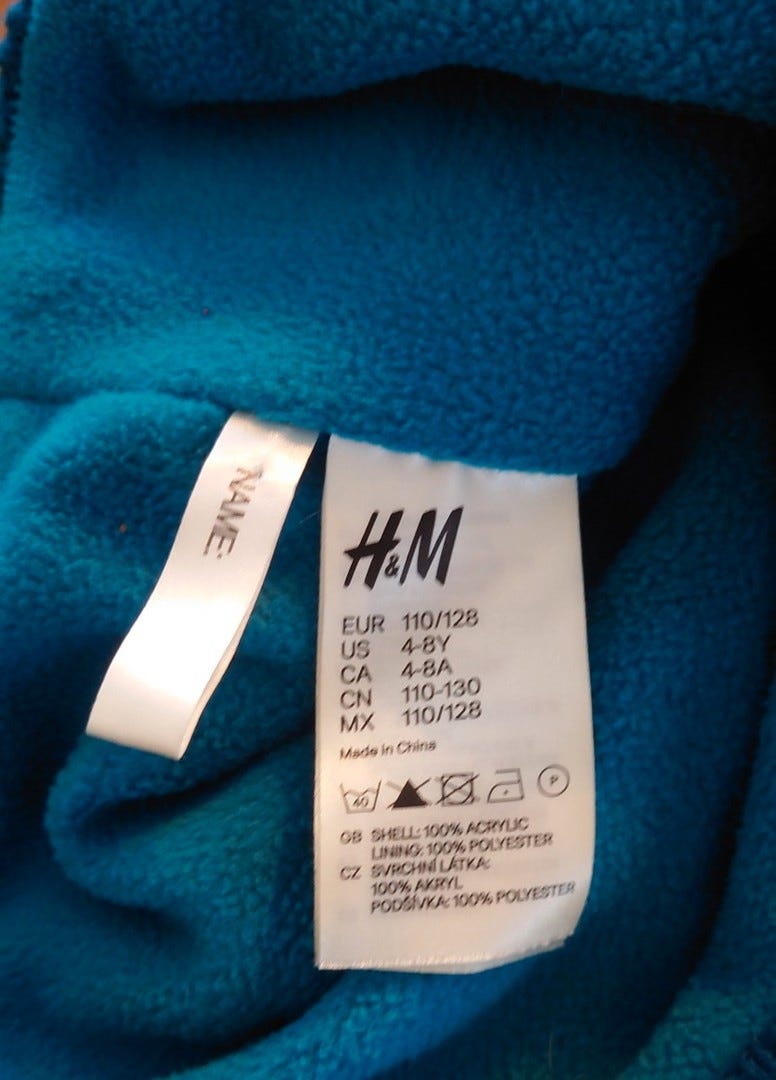 NAME:
H&M
EUR 110/128
US 4-8Y
CA 4-8A
CN 110-130
MX 110/128
Made in China
40 P
GB SHELL: 100% ACRYLIC
LINING: 100% POLYESTER
CZ SVRCHNÍ LÁTKA:
100% AKRYL
PODŠÍVKA: 100% POLYESTER